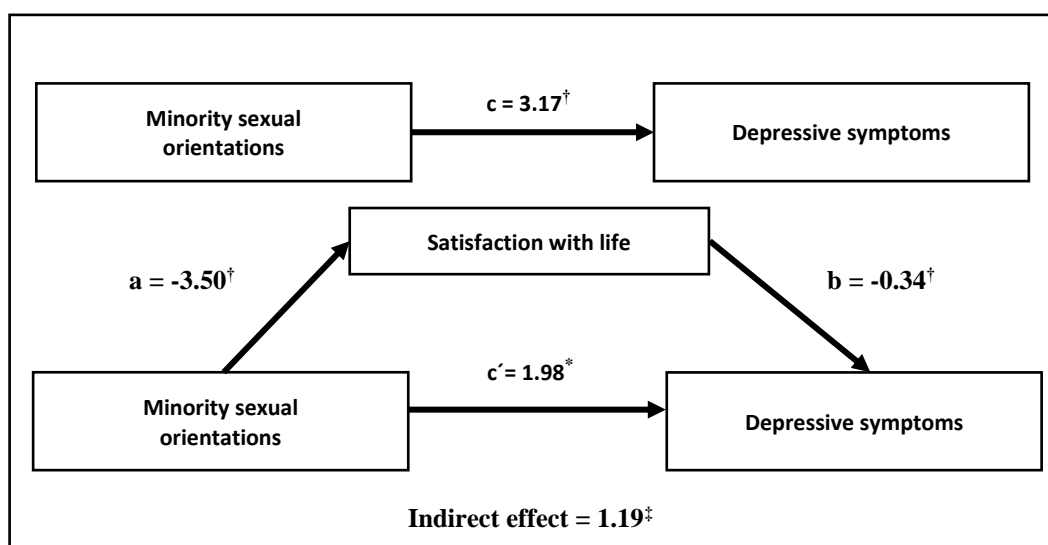 c = 3.17†
Minority sexual
orientations
Depressive symptoms
Satisfaction with life
a = -3.50†
b = -0.34†
c´= 1.98*
Minority sexual
orientations
Depressive symptoms
Indirect effect = 1.19‡